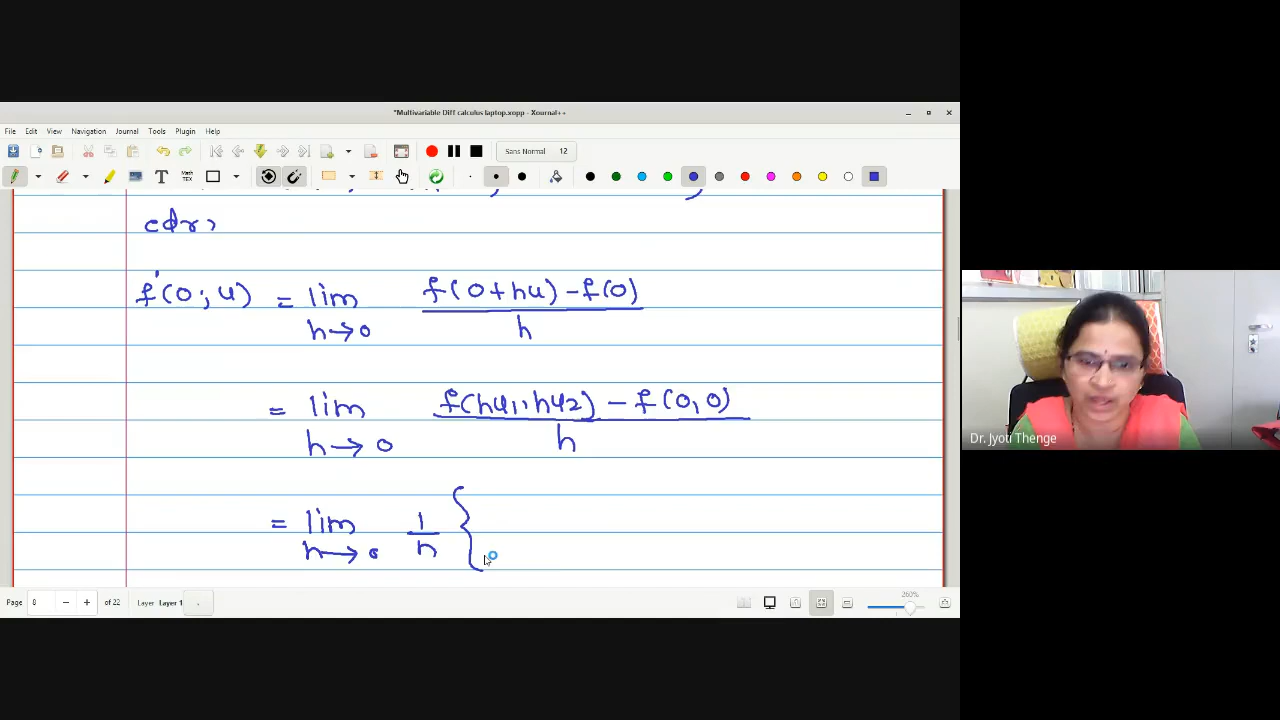 *Multivariable Diff calculus laptop.xopp - Xournal++
File Edit View Navigation Journal Tools Plugin Help
Sans Normal 12
f'(0; u) = lim h→0 f(0+hu) - f(0) / h
= lim h→0 f(hu1, hu2) - f(0,0) / h
= lim h→0 1/h {
Dr. Jyoti Thenge
Page 8 of 22 Layer Layer 1
260%